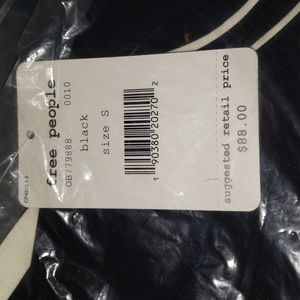 free people
OB779888 0010
black
size S
1 90380 20270 2
suggested retail price
$88.00